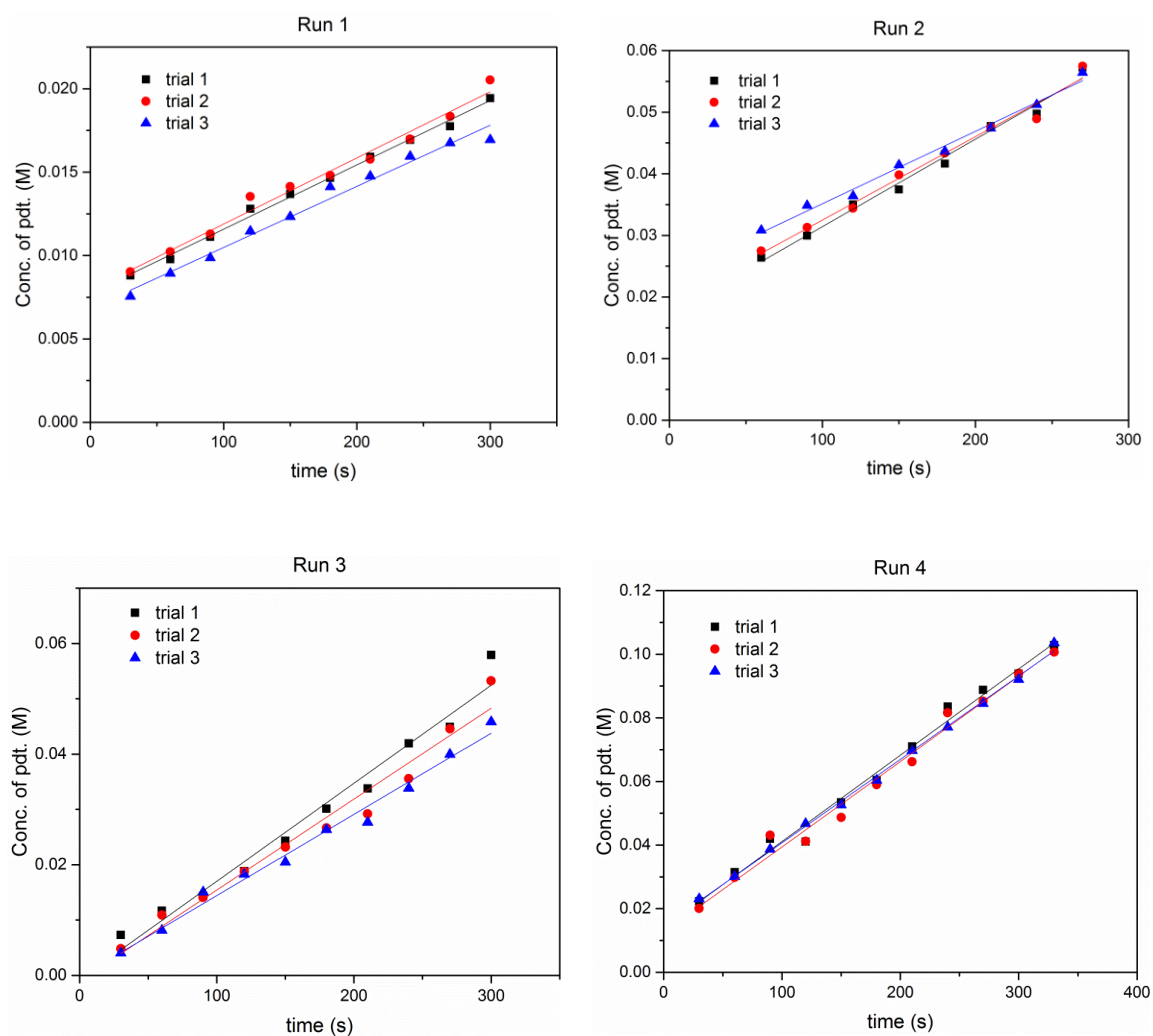 Run 1
trial 1
trial 2
trial 3
0.020
0.015
0.010
0.005
0.000
0
100
200
300
Conc. of pdt. (M)
time (s)
Run 2
trial 1
trial 2
trial 3
0.06
0.05
0.04
0.03
0.02
0.01
0.00
0
100
200
300
Conc. of pdt. (M)
time (s)
Run 3
trial 1
trial 2
trial 3
0.06
0.04
0.02
0.00
0
100
200
300
Conc. of pdt. (M)
time (s)
Run 4
trial 1
trial 2
trial 3
0.12
0.10
0.08
0.06
0.04
0.02
0.00
0
100
200
300
400
Conc. of pdt. (M)
time (s)